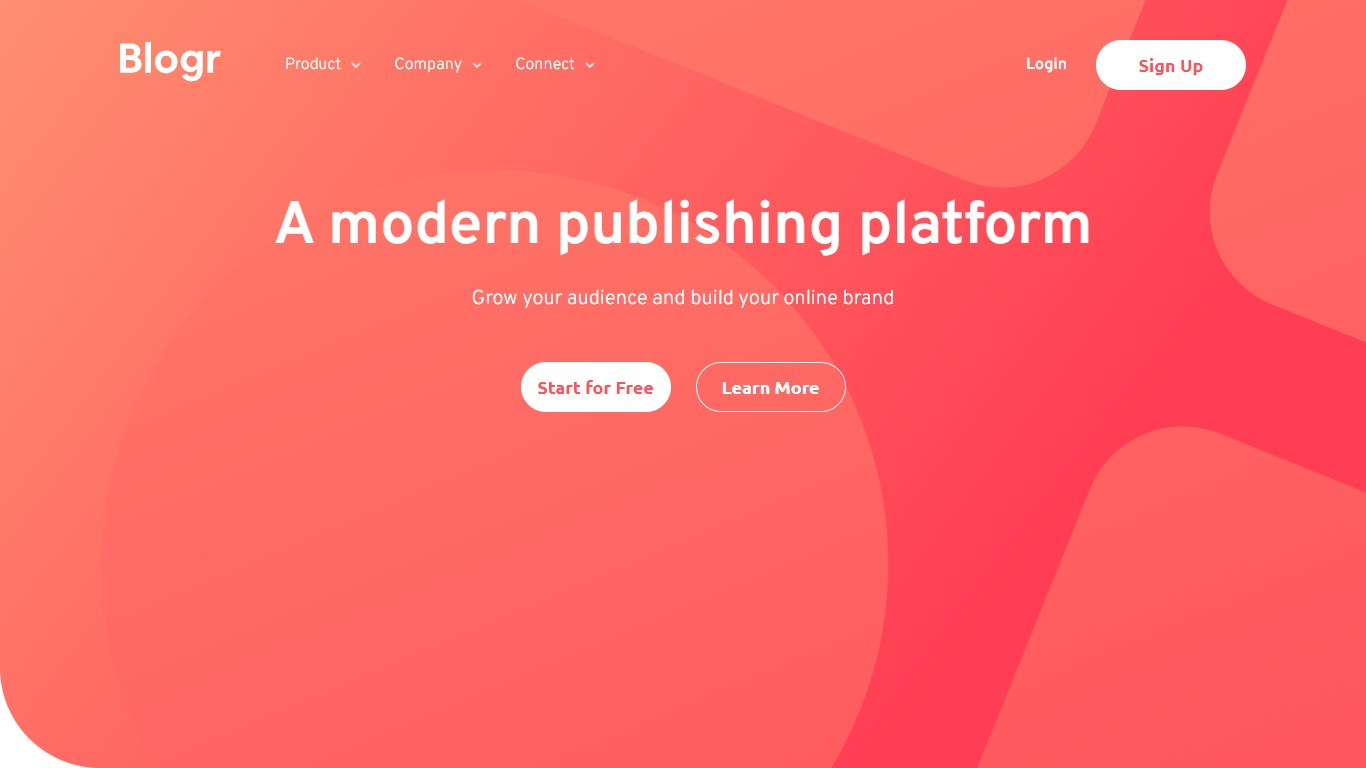 Blogr Product Company Connect Login Sign Up
A modern publishing platform
Grow your audience and build your online brand
Start for Free Learn More